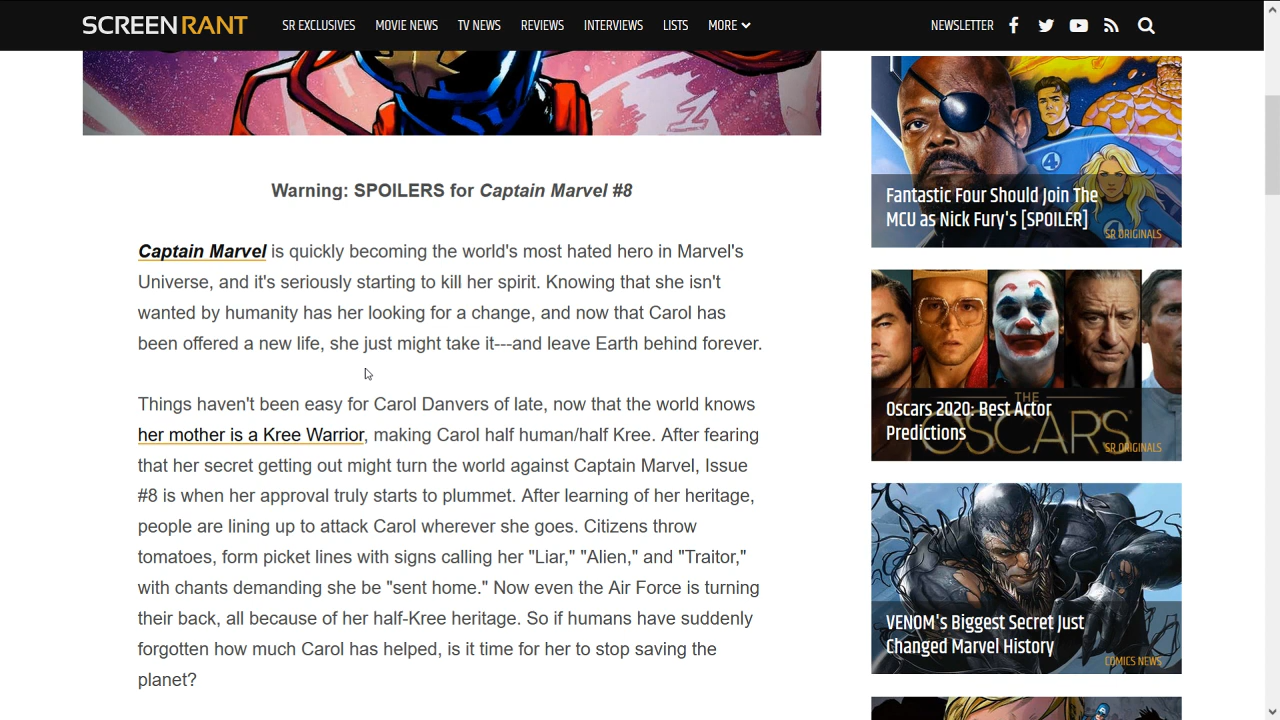 SCREENRANT SR EXCLUSIVES MOVIE NEWS TV NEWS REVIEWS INTERVIEWS LISTS MORE NEWSLETTER
Warning: SPOILERS for Captain Marvel #8
Captain Marvel is quickly becoming the world's most hated hero in Marvel's
Universe, and it's seriously starting to kill her spirit. Knowing that she isn't
wanted by humanity has her looking for a change, and now that Carol has
been offered a new life, she just might take it---and leave Earth behind forever.
Things haven't been easy for Carol Danvers of late, now that the world knows
her mother is a Kree Warrior, making Carol half human/half Kree. After fearing
that her secret getting out might turn the world against Captain Marvel, Issue
#8 is when her approval truly starts to plummet. After learning of her heritage,
people are lining up to attack Carol wherever she goes. Citizens throw
tomatoes, form picket lines with signs calling her "Liar," "Alien," and "Traitor,"
with chants demanding she be "sent home." Now even the Air Force is turning
their back, all because of her half-Kree heritage. So if humans have suddenly
forgotten how much Carol has helped, is it time for her to stop saving the
planet?
4
Fantastic Four Should Join The
MCU as Nick Fury's [SPOILER]
SR ORIGINALS
THE
OSCARS
Oscars 2020: Best Actor
Predictions
SR ORIGINALS
VENOM's Biggest Secret Just
Changed Marvel History
COMICS NEWS